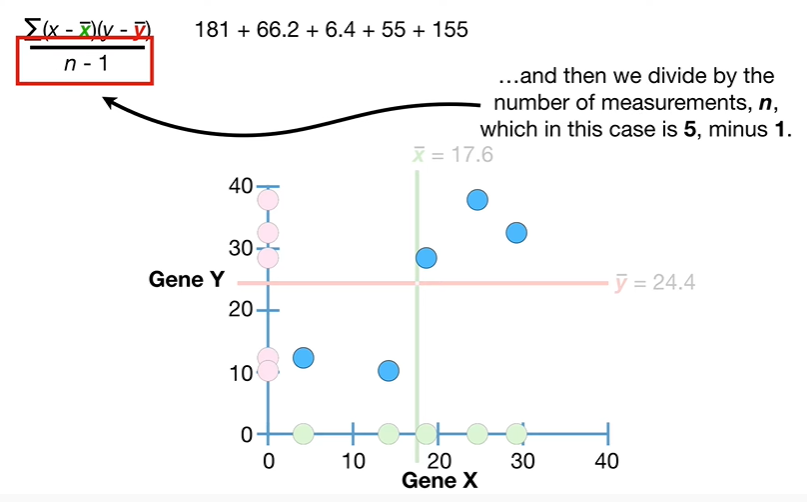 ∑(x - x̄)(y - ȳ)
n - 1
181 + 66.2 + 6.4 + 55 + 155
...and then we divide by the
number of measurements, n,
which in this case is 5, minus 1.
x̄ = 17.6
40
30
Gene Y
ȳ = 24.4
20
10
0
0 10 20 30 40
Gene X